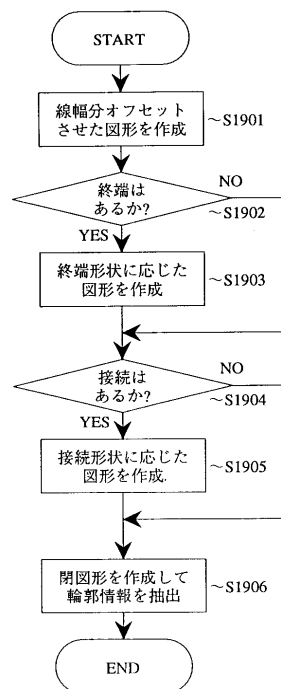 START
線幅分オフセット
させた図形を作成
~S1901
終端は
あるか?
NO
~S1902
YES
終端形状に応じた
図形を作成
~S1903
接続は
あるか?
NO
~S1904
YES
接続形状に応じた
図形を作成.
~S1905
閉図形を作成して
輪郭情報を抽出
~S1906
END